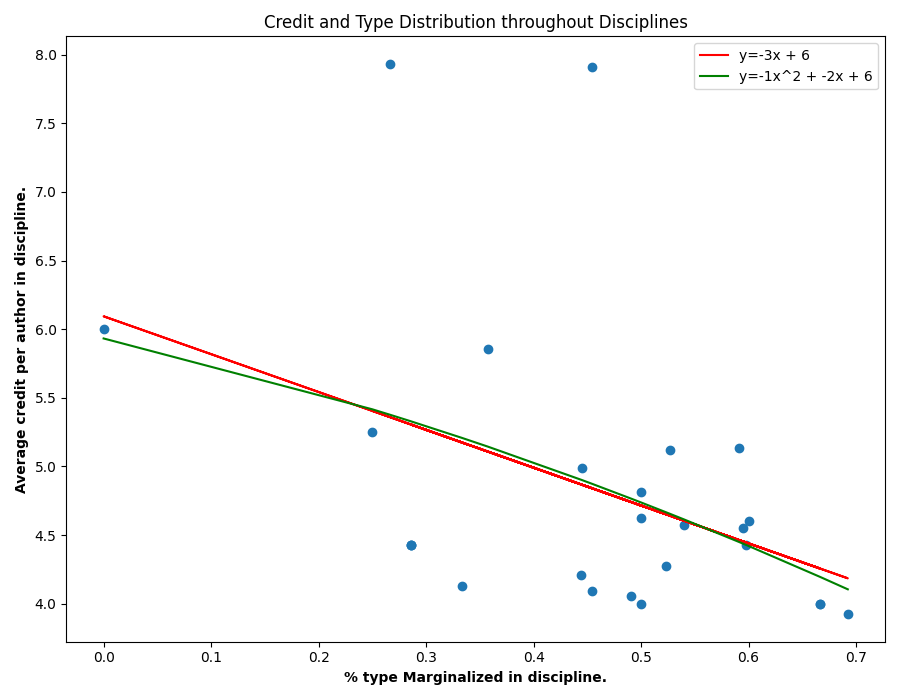 Credit and Type Distribution throughout Disciplines
y=-3x + 6
y=-1x^2 + -2x + 6
8.0
7.5
7.0
6.5
6.0
5.5
5.0
4.5
4.0
Average credit per author in discipline.
0.0 0.1 0.2 0.3 0.4 0.5 0.6 0.7
% type Marginalized in discipline.